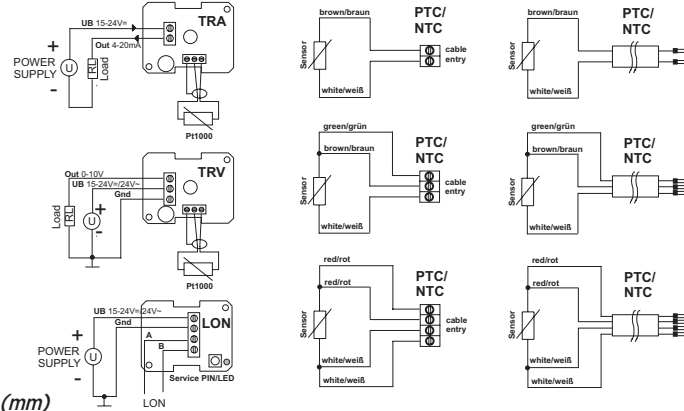 UB 15-24V=
TRA
Out 4-20mA
+
POWER
SUPPLY
-
U
RL
Load
Pt1000
brown/braun
PTC/
NTC
Sensor
cable
entry
white/weiß
brown/braun
PTC/
NTC
Sensor
white/weiß
Out 0-10V
TRV
UB 15-24V=/24V~
Gnd
Load
RL
+
U
-
Pt1000
green/grün
brown/braun
PTC/
NTC
Sensor
cable
entry
white/weiß
green/grün
brown/braun
PTC/
NTC
Sensor
white/weiß
UB 15-24V=/24V~
Gnd
LON
A
B
+
POWER
SUPPLY
-
U
Service PIN/LED
LON
(mm)
red/rot
red/rot
PTC/
NTC
Sensor
cable
entry
white/weiß
white/weiß
red/rot
red/rot
PTC/
NTC
Sensor
white/weiß
white/weiß